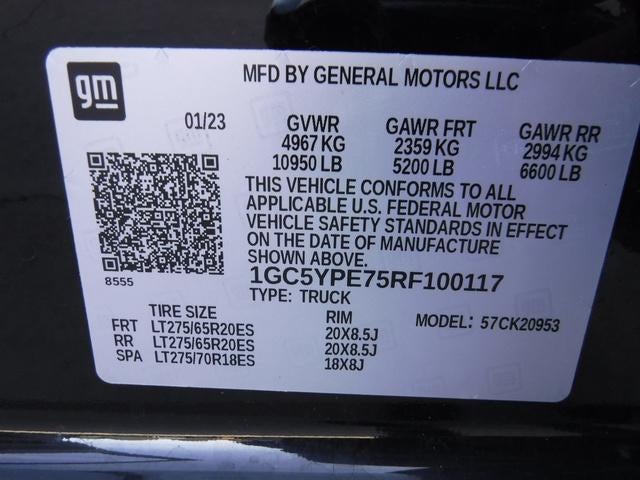 gm
MFD BY GENERAL MOTORS LLC
01/23 GVWR GAWR FRT GAWR RR
4967 KG 2359 KG 2994 KG
10950 LB 5200 LB 6600 LB
THIS VEHICLE CONFORMS TO ALL
APPLICABLE U.S. FEDERAL MOTOR
VEHICLE SAFETY STANDARDS IN EFFECT
ON THE DATE OF MANUFACTURE
SHOWN ABOVE.
8555
1GC5YPE75RF100117
TYPE: TRUCK
TIRE SIZE RIM MODEL: 57CK20953
FRT LT275/65R20ES 20X8.5J
RR LT275/65R20ES 20X8.5J
SPA LT275/70R18ES 18X8J